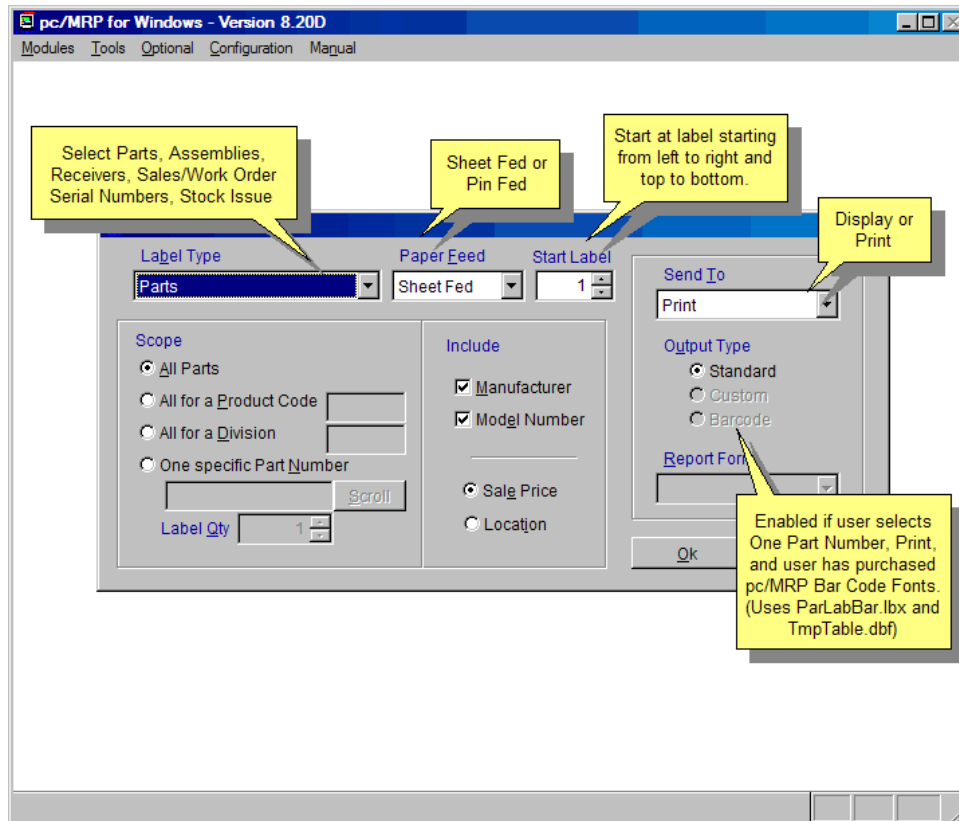 pc/MRP for Windows - Version 8.20D
Modules Tools Optional Configuration Manual
Select Parts, Assemblies,
Receivers, Sales/Work Order
Serial Numbers, Stock Issue
Sheet Fed or
Pin Fed
Start at label starting
from left to right and
top to bottom.
Display or
Print
Label Type
Parts
Paper Feed
Sheet Fed
Start Label
1
Send To
Print
Scope
All Parts
All for a Product Code
All for a Division
One specific Part Number
Scroll
Label Qty 1
Include
Manufacturer
Model Number
Sale Price
Location
Output Type
Standard
Custom
Barcode
Report For
Ok
Enabled if user selects
One Part Number, Print,
and user has purchased
pc/MRP Bar Code Fonts.
(Uses ParLabBar.lbx and
TmpTable.dbf)